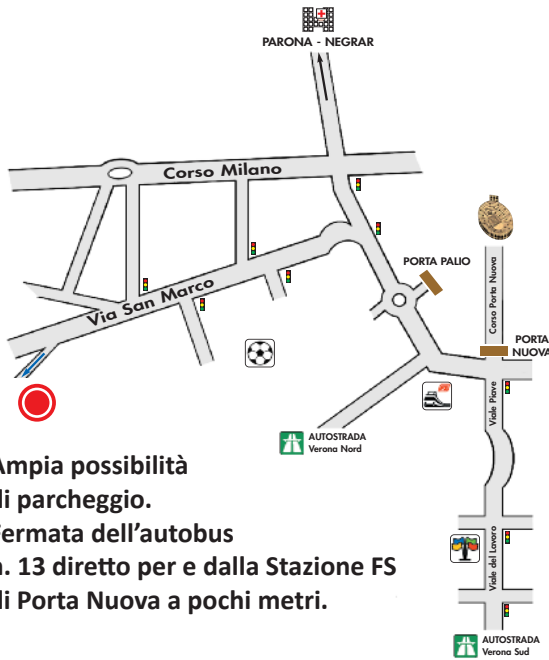 PARONA - NEGRAR
Corso Milano
Via San Marco
PORTA PALIO
Corso Porta Nuova
PORTA
NUOVA
Viale Piave
AUTOSTRADA
Verona Nord
Ampia possibilità
di parcheggio.
Fermata dell’autobus
n. 13 diretto per e dalla Stazione FS
di Porta Nuova a pochi metri.
Viale del Lavoro
AUTOSTRADA
Verona Sud